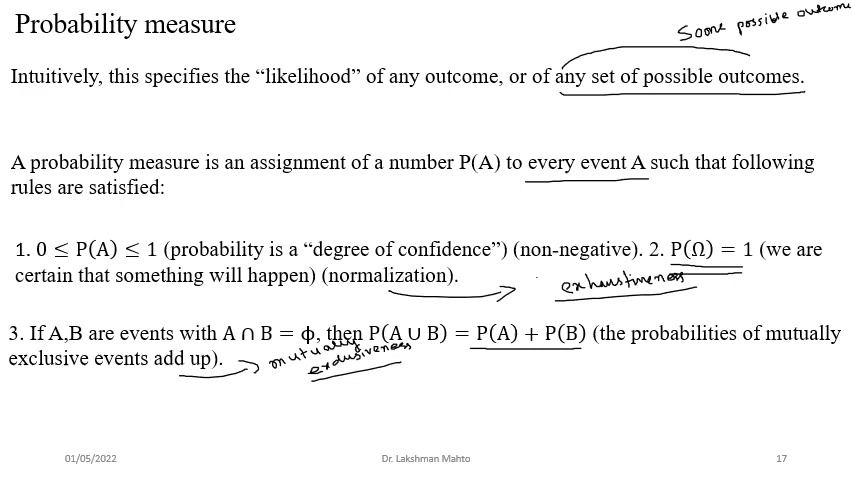 Probability measure
Soome possible outcome
Intuitively, this specifies the “likelihood” of any outcome, or of any set of possible outcomes.
A probability measure is an assignment of a number P(A) to every event A such that following
rules are satisfied:
1. 0 ≤ P(A) ≤ 1 (probability is a “degree of confidence”) (non-negative). 2. P(Ω) = 1 (we are
certain that something will happen) (normalization).
exhaustiveness
3. If A,B are events with A ∩ B = ϕ, then P(A ∪ B) = P(A) + P(B) (the probabilities of mutually
exclusive events add up).
mutually
exclusiveness
01/05/2022
Dr. Lakshman Mahto
17